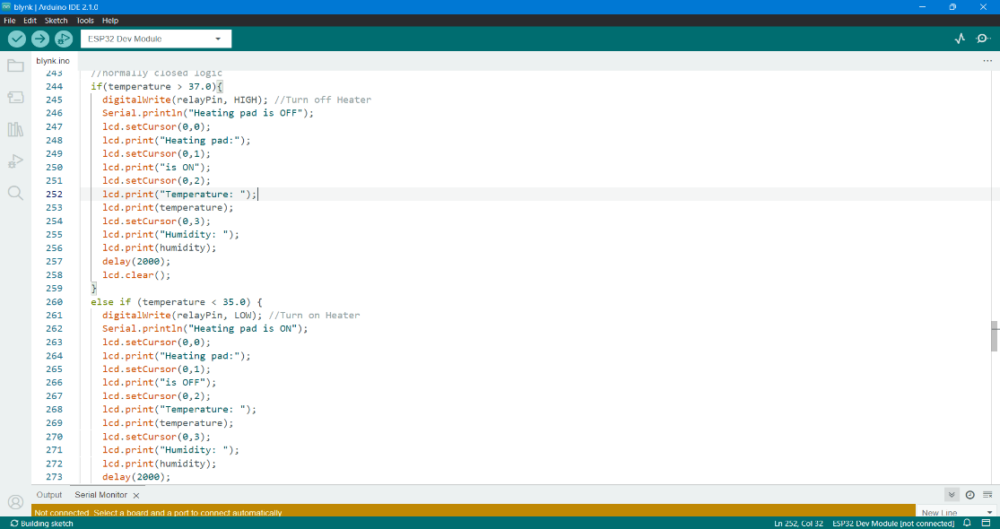 blynk | Arduino IDE 2.1.0
File Edit Sketch Tools Help
ESP32 Dev Module
blynk.ino
243 //normally closed logic
244 if(temperature > 37.0){
245 digitalWrite(relayPin, HIGH); //Turn off Heater
246 Serial.println("Heating pad is OFF");
247 lcd.setCursor(0,0);
248 lcd.print("Heating pad:");
249 lcd.setCursor(0,1);
250 lcd.print("is ON");
251 lcd.setCursor(0,2);
252 lcd.print("Temperature: ");
253 lcd.print(temperature);
254 lcd.setCursor(0,3);
255 lcd.print("Humidity: ");
256 lcd.print(humidity);
257 delay(2000);
258 lcd.clear();
259 }
260 else if (temperature < 35.0) {
261 digitalWrite(relayPin, LOW); //Turn on Heater
262 Serial.println("Heating pad is ON");
263 lcd.setCursor(0,0);
264 lcd.print("Heating pad:");
265 lcd.setCursor(0,1);
266 lcd.print("is OFF");
267 lcd.setCursor(0,2);
268 lcd.print("Temperature: ");
269 lcd.print(temperature);
270 lcd.setCursor(0,3);
271 lcd.print("Humidity: ");
272 lcd.print(humidity);
273 delay(2000);
Output Serial Monitor
Not connected. Select a board and a port to connect automatically. New Line
Building sketch Ln 252, Col 32 ESP32 Dev Module [not connected]